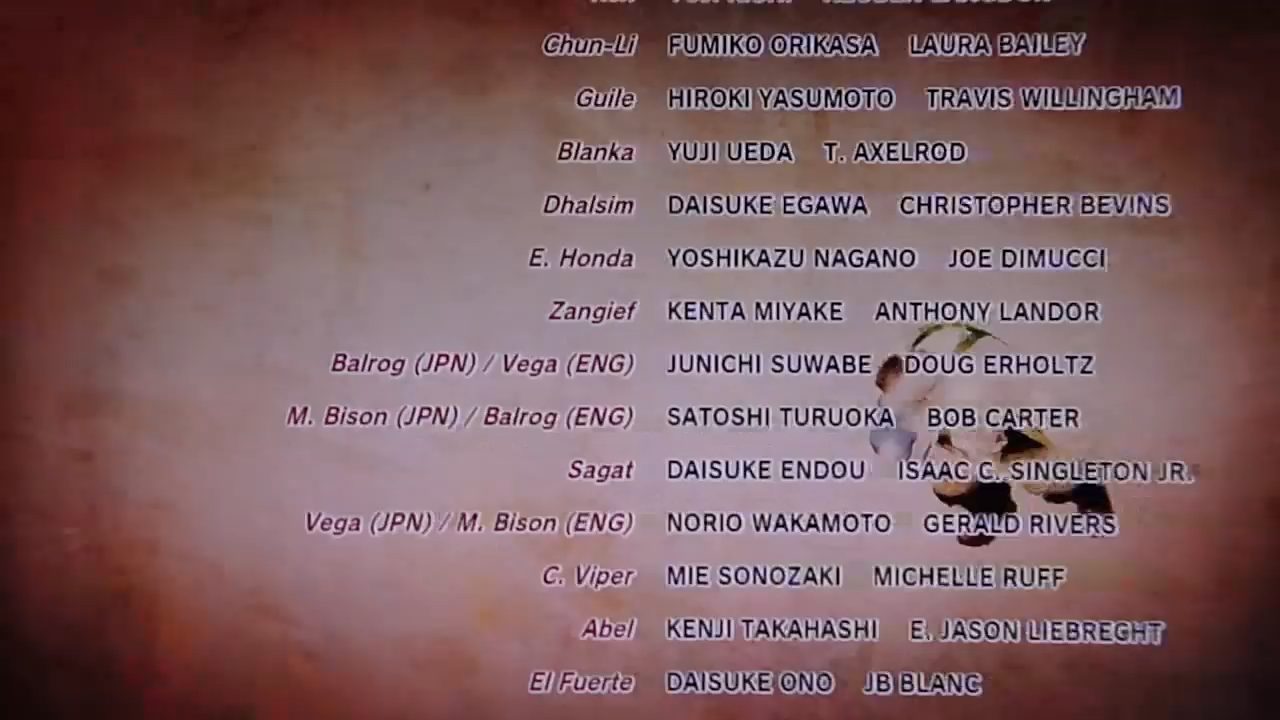 Chun-Li FUMIKO ORIKASA LAURA BAILEY
Guile HIROKI YASUMOTO TRAVIS WILLINGHAM
Blanka YUJI UEDA T. AXELROD
Dhalsim DAISUKE EGAWA CHRISTOPHER BEVINS
E. Honda YOSHIKAZU NAGANO JOE DIMUCCI
Zangief KENTA MIYAKE ANTHONY LANDOR
Balrog (JPN) / Vega (ENG) JUNICHI SUWABE DOUG ERHOLTZ
M. Bison (JPN) / Balrog (ENG) SATOSHI TURUOKA BOB CARTER
Sagat DAISUKE ENDOU ISAAC C. SINGLETON JR.
Vega (JPN) / M. Bison (ENG) NORIO WAKAMOTO GERALD RIVERS
C. Viper MIE SONOZAKI MICHELLE RUFF
Abel KENJI TAKAHASHI E. JASON LIEBREGHT
El Fuerte DAISUKE ONO JB BLANC